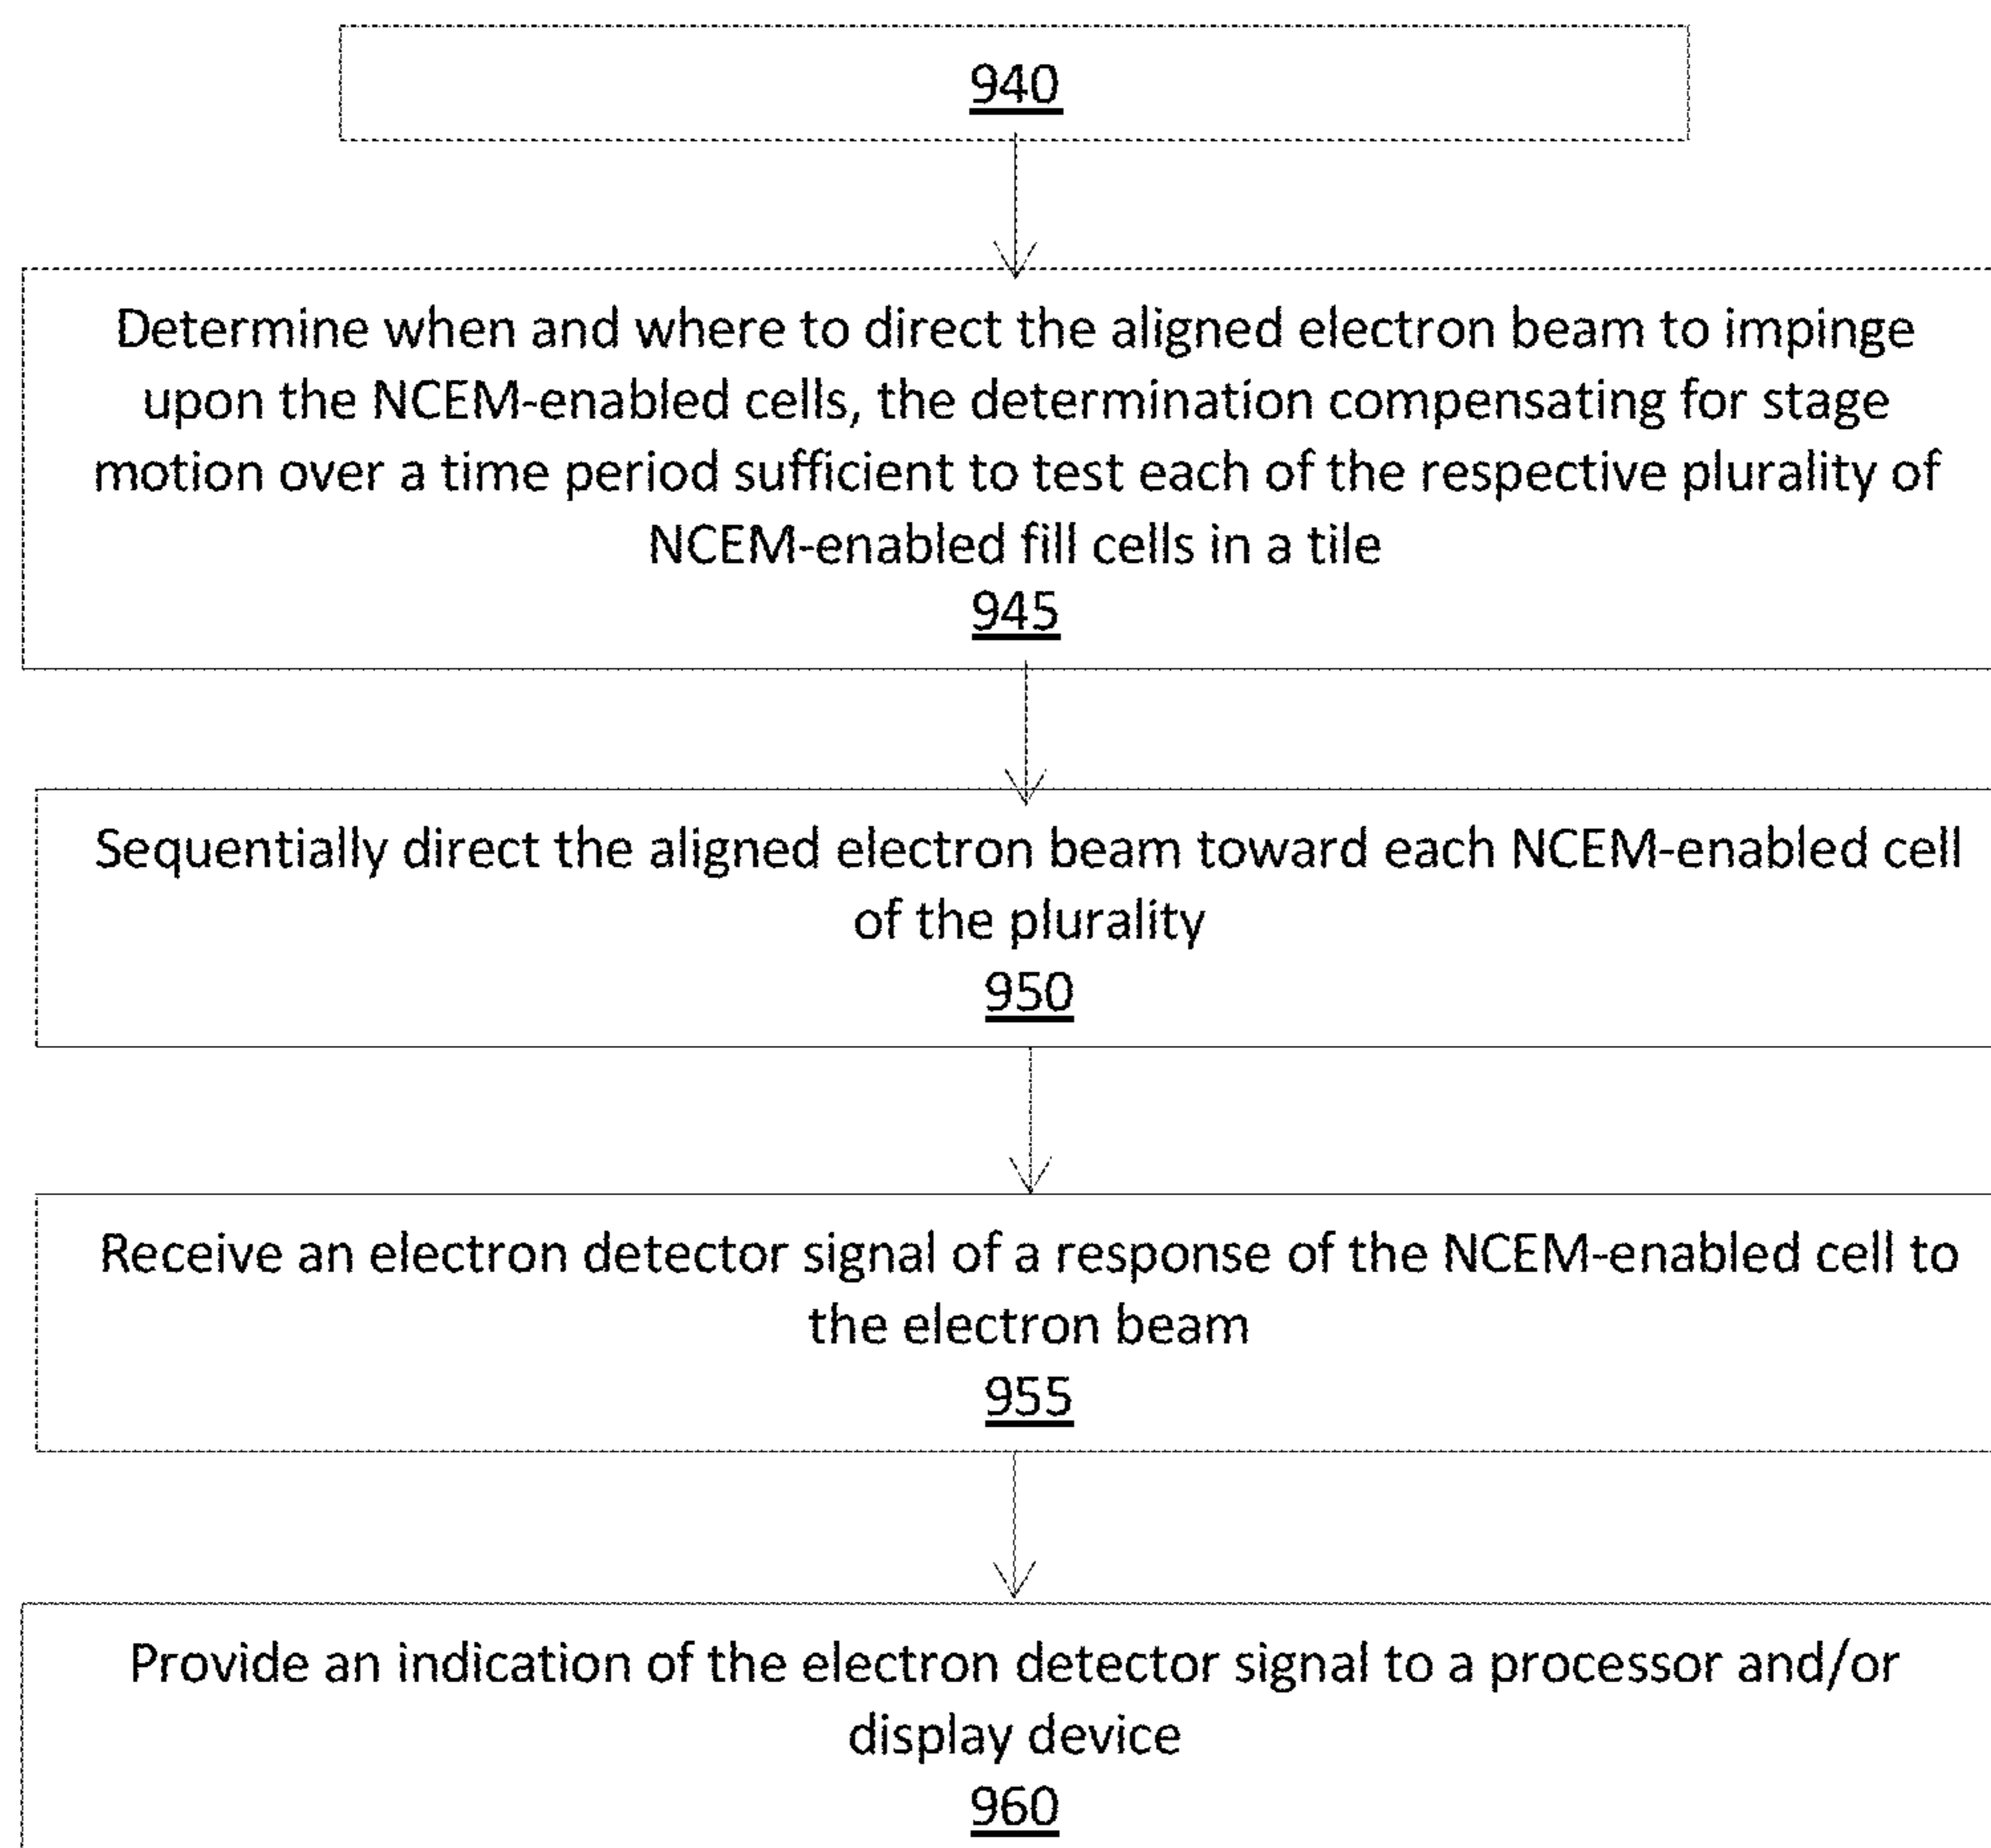 940
Determine when and where to direct the aligned electron beam to impinge
upon the NCEM-enabled cells, the determination compensating for stage
motion over a time period sufficient to test each of the respective plurality of
NCEM-enabled fill cells in a tile
945
Sequentially direct the aligned electron beam toward each NCEM-enabled cell
of the plurality
950
Receive an electron detector signal of a response of the NCEM-enabled cell to
the electron beam
955
Provide an indication of the electron detector signal to a processor and/or
display device
960